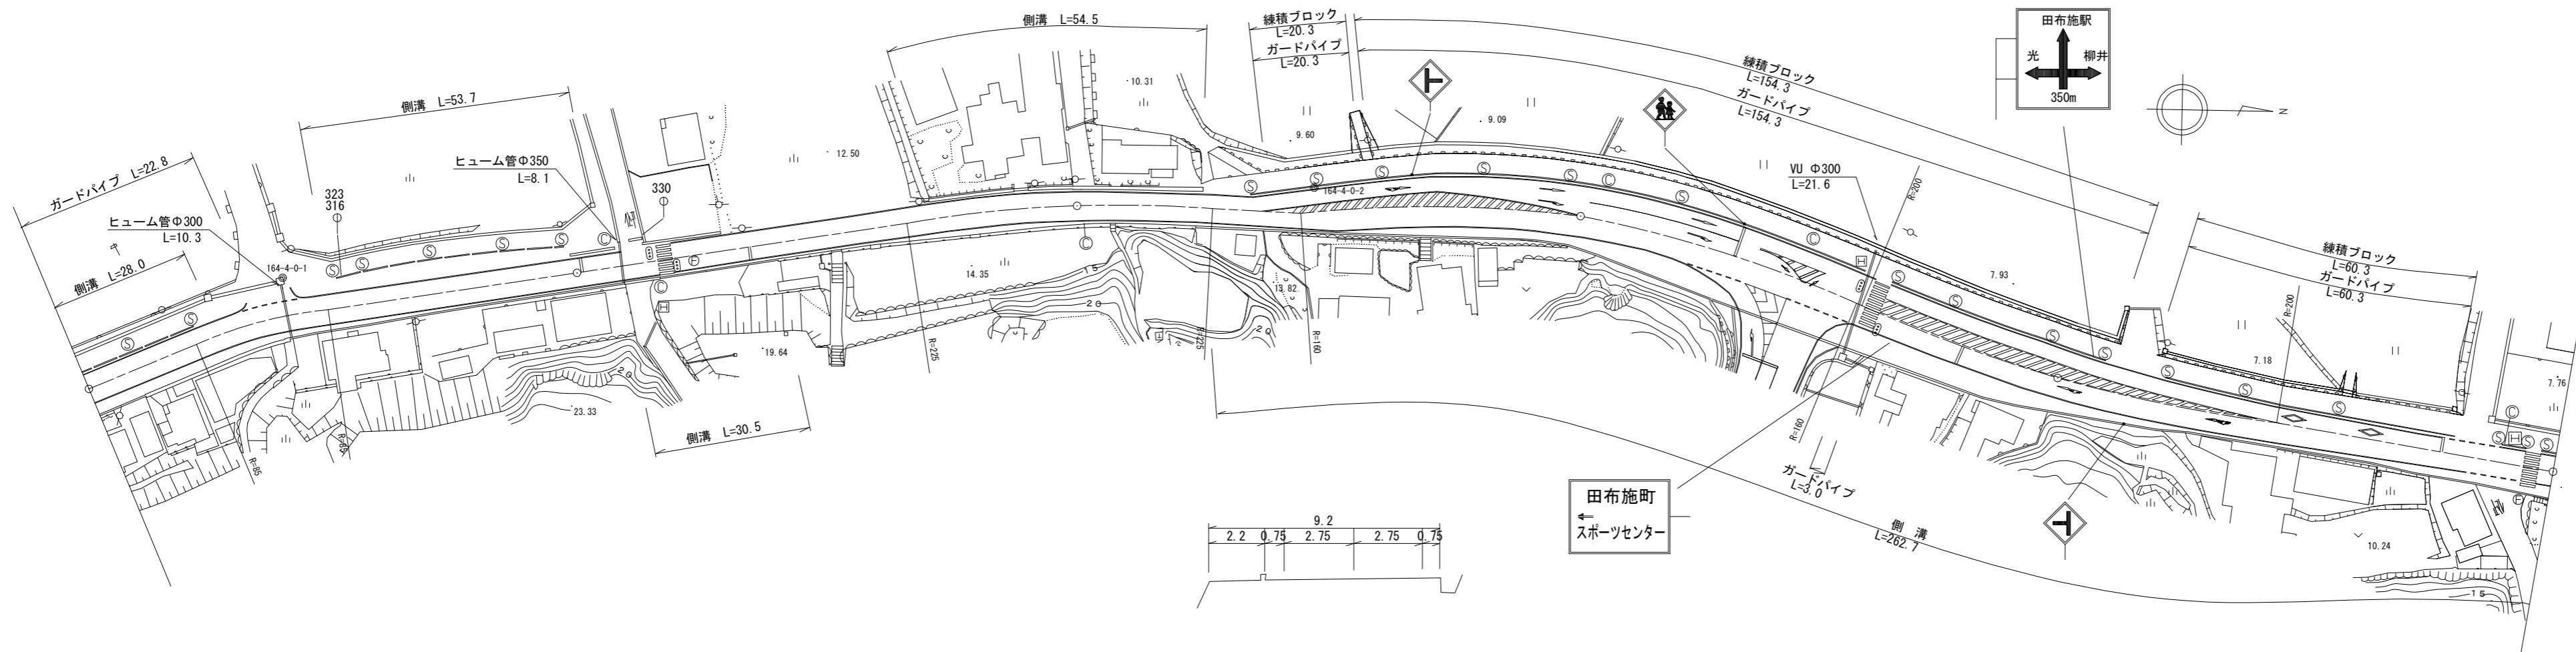 ガードパイプ L=22.8
側溝 L=28.0
ヒューム管Φ300
L=10.3
164-4-0-1
側溝 L=53.7
323
316
ヒューム管Φ350
L=8.1
330
R=85
20
23.33
側溝 L=30.5
19.64
12.50
14.35
15
20
R=225
側溝 L=54.5
10.31
練積ブロック
L=20.3
ガードパイプ
L=20.3
9.60
9.09
164-4-0-2
13.82
R=225
20
R=160
練積ブロック
L=154.3
ガードパイプ
L=154.3
VU Φ300
L=21.6
R=200
田布施駅
光
柳井
350m
N
7.93
練積ブロック
L=60.3
ガードパイプ
L=60.3
R=200
7.18
7.76
R=160
ガードパイプ
L=3.0
側溝
L=262.7
田布施町
スポーツセンター
9.2
2.2 0.75 2.75 2.75 0.75
10.24
15